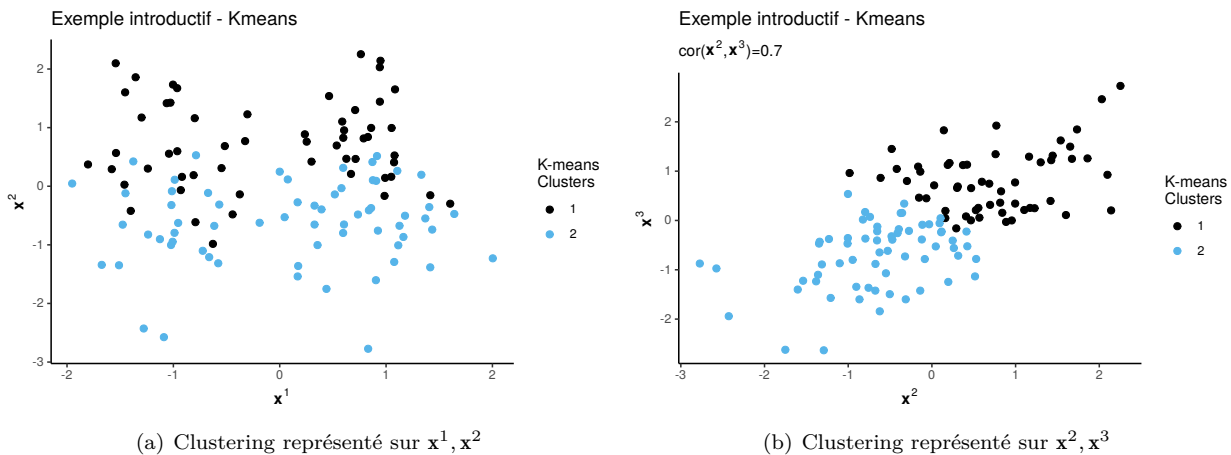 Exemple introductif - Kmeans
x²
2
1
0
-1
-2
-3
-2
-1
0
1
2
x¹
K-means
Clusters
1
2
(a) Clustering représenté sur x¹, x²
Exemple introductif - Kmeans
cor(x²,x³)=0.7
x³
2
1
0
-1
-2
-3
-2
-1
0
1
2
x²
K-means
Clusters
1
2
(b) Clustering représenté sur x², x³